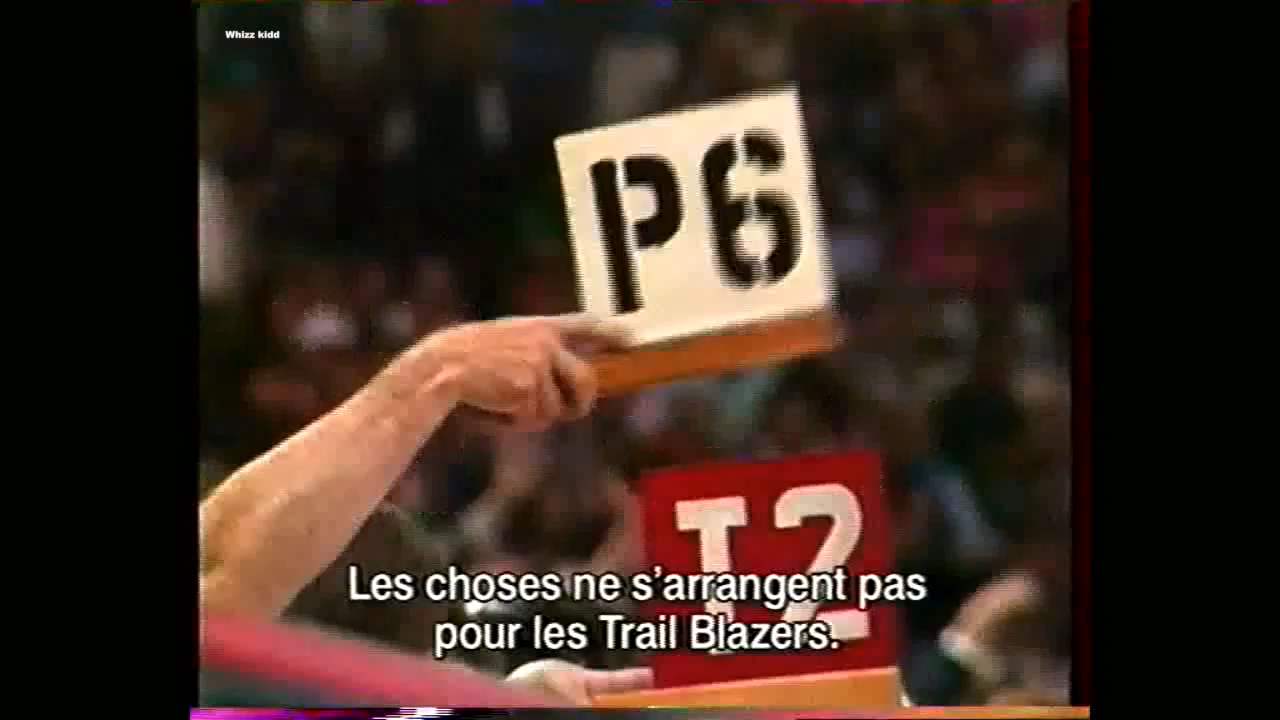 Whizz kidd
P6
T2
Les choses ne s'arrangent pas
pour les Trail Blazers.